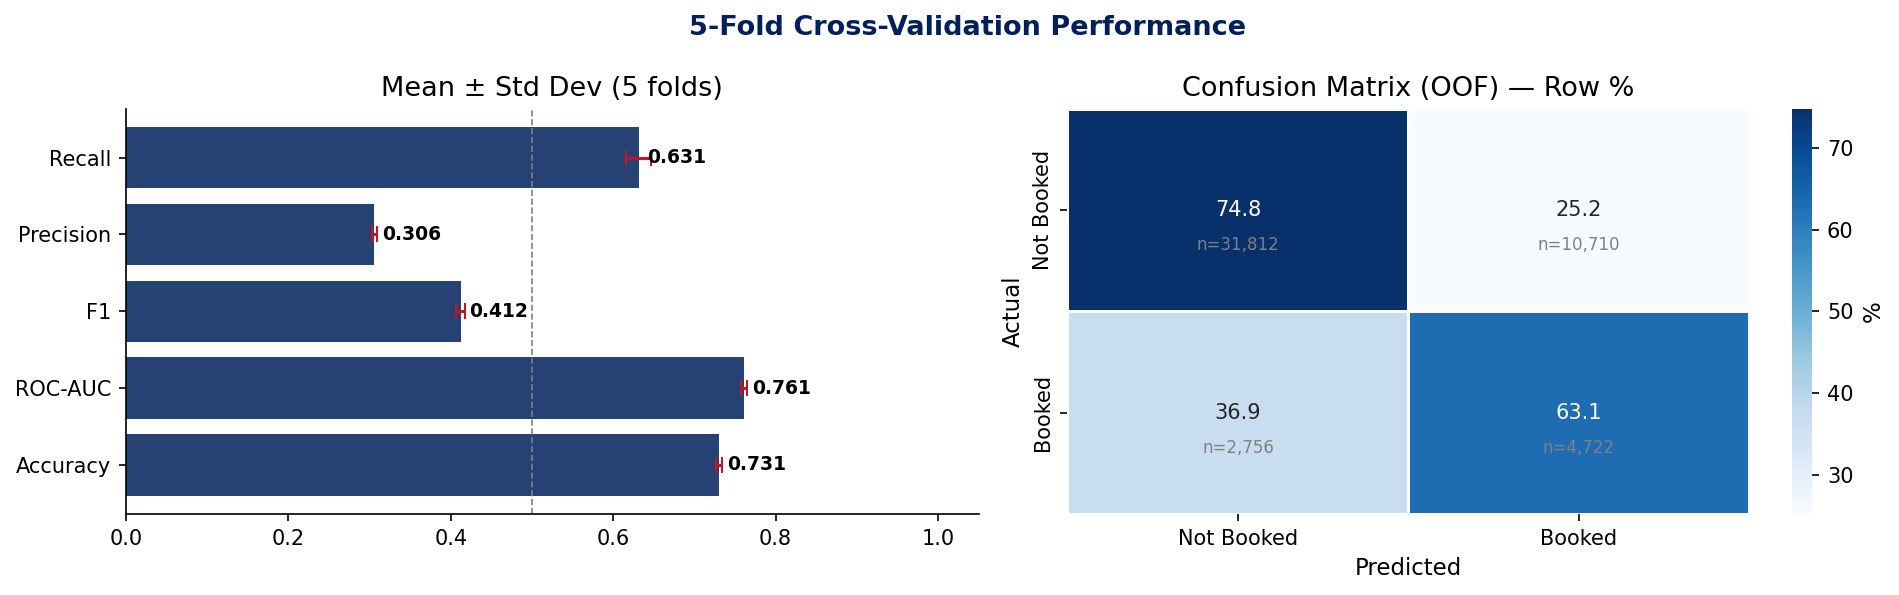 5-Fold Cross-Validation Performance
Mean ± Std Dev (5 folds)
Recall
0.631
Precision
0.306
F1
0.412
ROC-AUC
0.761
Accuracy
0.731
0.0 0.2 0.4 0.6 0.8 1.0
Confusion Matrix (OOF) — Row %
Actual
Not Booked
74.8
n=31,812
25.2
n=10,710
Booked
36.9
n=2,756
63.1
n=4,722
Not Booked Booked
Predicted
70
60
50
40
30
%